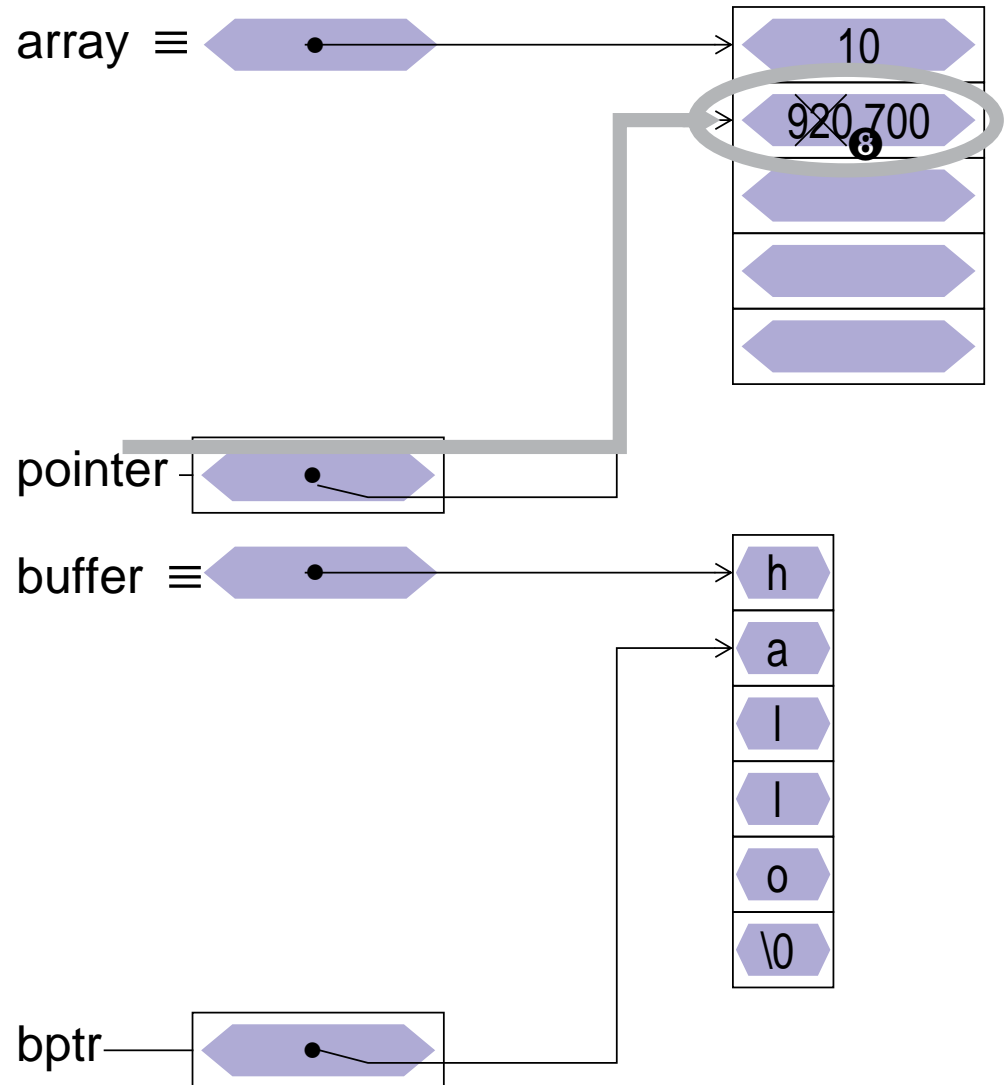 array ≡
10
920 700
8
pointer
buffer ≡
h
a
l
l
o
\0
bptr